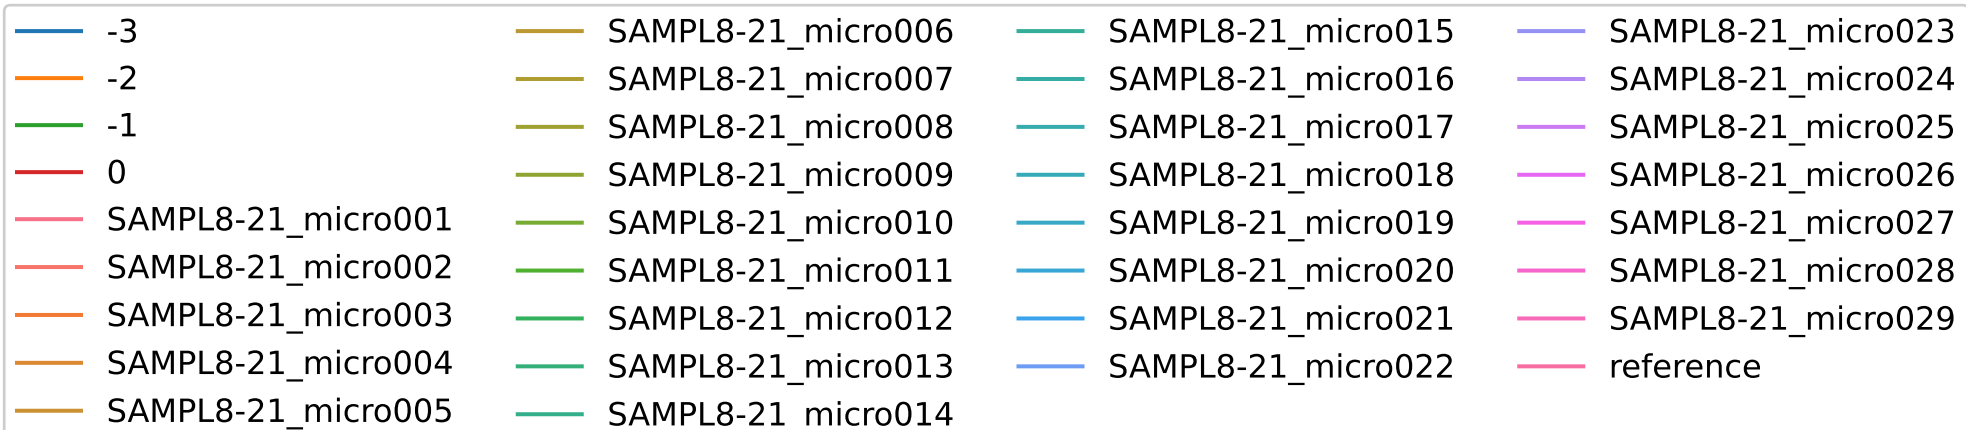 -3
-2
-1
0
SAMPL8-21_micro001
SAMPL8-21_micro002
SAMPL8-21_micro003
SAMPL8-21_micro004
SAMPL8-21_micro005
SAMPL8-21_micro006
SAMPL8-21_micro007
SAMPL8-21_micro008
SAMPL8-21_micro009
SAMPL8-21_micro010
SAMPL8-21_micro011
SAMPL8-21_micro012
SAMPL8-21_micro013
SAMPL8-21_micro014
SAMPL8-21_micro015
SAMPL8-21_micro016
SAMPL8-21_micro017
SAMPL8-21_micro018
SAMPL8-21_micro019
SAMPL8-21_micro020
SAMPL8-21_micro021
SAMPL8-21_micro022
SAMPL8-21_micro023
SAMPL8-21_micro024
SAMPL8-21_micro025
SAMPL8-21_micro026
SAMPL8-21_micro027
SAMPL8-21_micro028
SAMPL8-21_micro029
reference